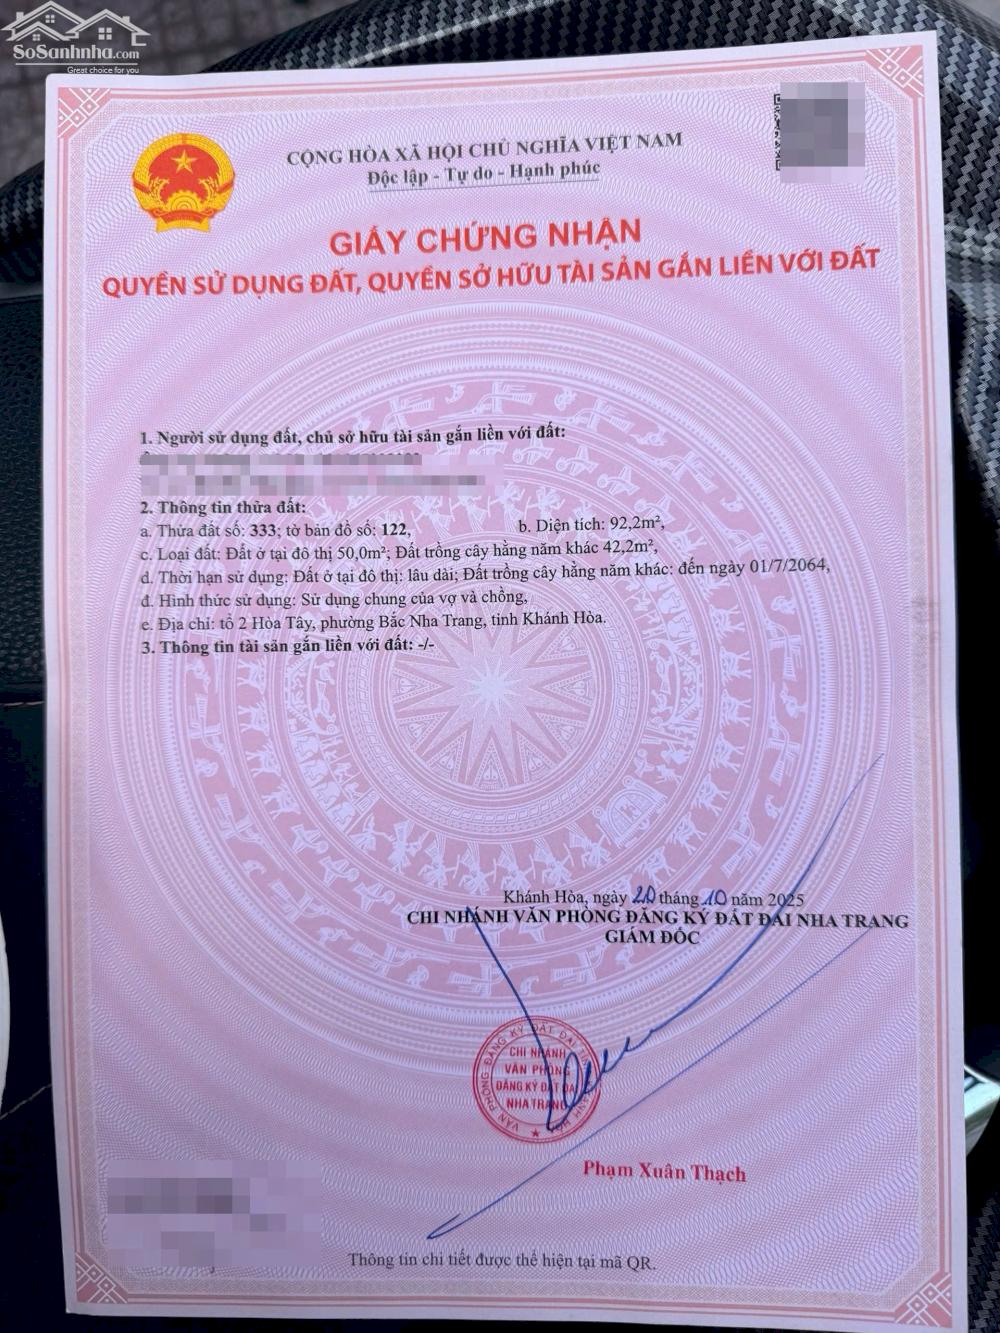 SoSanhnha.com
Great choice for you
CỘNG HÒA XÃ HỘI CHỦ NGHĨA VIỆT NAM
Độc lập - Tự do - Hạnh phúc
GIẤY CHỨNG NHẬN
QUYỀN SỬ DỤNG ĐẤT, QUYỀN SỞ HỮU TÀI SẢN GẮN LIỀN VỚI ĐẤT
1. Người sử dụng đất, chủ sở hữu tài sản gắn liền với đất:
2. Thông tin thửa đất:
a. Thửa đất số: 333; tờ bản đồ số: 122, b. Diện tích: 92,2m²,
c. Loại đất: Đất ở tại đô thị 50,0m²; Đất trồng cây hằng năm khác 42,2m²,
d. Thời hạn sử dụng: Đất ở tại đô thị: lâu dài; Đất trồng cây hằng năm khác: đến ngày 01/7/2064,
đ. Hình thức sử dụng: Sử dụng chung của vợ và chồng,
e. Địa chỉ: tổ 2 Hòa Tây, phường Bắc Nha Trang, tỉnh Khánh Hòa.
3. Thông tin tài sản gắn liền với đất: -/-
Khánh Hòa, ngày 20 tháng 10 năm 2025
CHI NHÁNH VĂN PHÒNG ĐĂNG KÝ ĐẤT ĐAI NHA TRANG
GIÁM ĐỐC
VĂN PHÒNG ĐĂNG KÝ ĐẤT ĐAI
CHI NHÁNH
VĂN PHÒNG
ĐĂNG KÝ ĐẤT ĐAI
NHA TRANG
Phạm Xuân Thạch
Thông tin chi tiết được thể hiện tại mã QR.